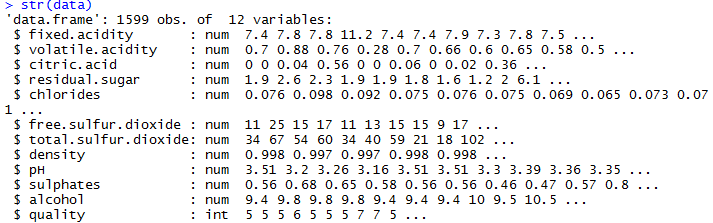 > str(data)
'data.frame': 1599 obs. of  12 variables:
 $ fixed.acidity       : num  7.4 7.8 7.8 11.2 7.4 7.4 7.9 7.3 7.8 7.5 ...
 $ volatile.acidity    : num  0.7 0.88 0.76 0.28 0.7 0.66 0.6 0.65 0.58 0.5 ...
 $ citric.acid         : num  0 0 0.04 0.56 0 0 0.06 0 0.02 0.36 ...
 $ residual.sugar      : num  1.9 2.6 2.3 1.9 1.9 1.8 1.6 1.2 2 6.1 ...
 $ chlorides           : num  0.076 0.098 0.092 0.075 0.076 0.075 0.069 0.065 0.073 0.07
1 ...
 $ free.sulfur.dioxide : num  11 25 15 17 11 13 15 15 9 17 ...
 $ total.sulfur.dioxide: num  34 67 54 60 34 40 59 21 18 102 ...
 $ density             : num  0.998 0.997 0.997 0.998 0.998 ...
 $ pH                  : num  3.51 3.2 3.26 3.16 3.51 3.51 3.3 3.39 3.36 3.35 ...
 $ sulphates           : num  0.56 0.68 0.65 0.58 0.56 0.56 0.46 0.47 0.57 0.8 ...
 $ alcohol             : num  9.4 9.8 9.8 9.8 9.4 9.4 9.4 10 9.5 10.5 ...
 $ quality             : int  5 5 5 6 5 5 5 7 7 5 ...